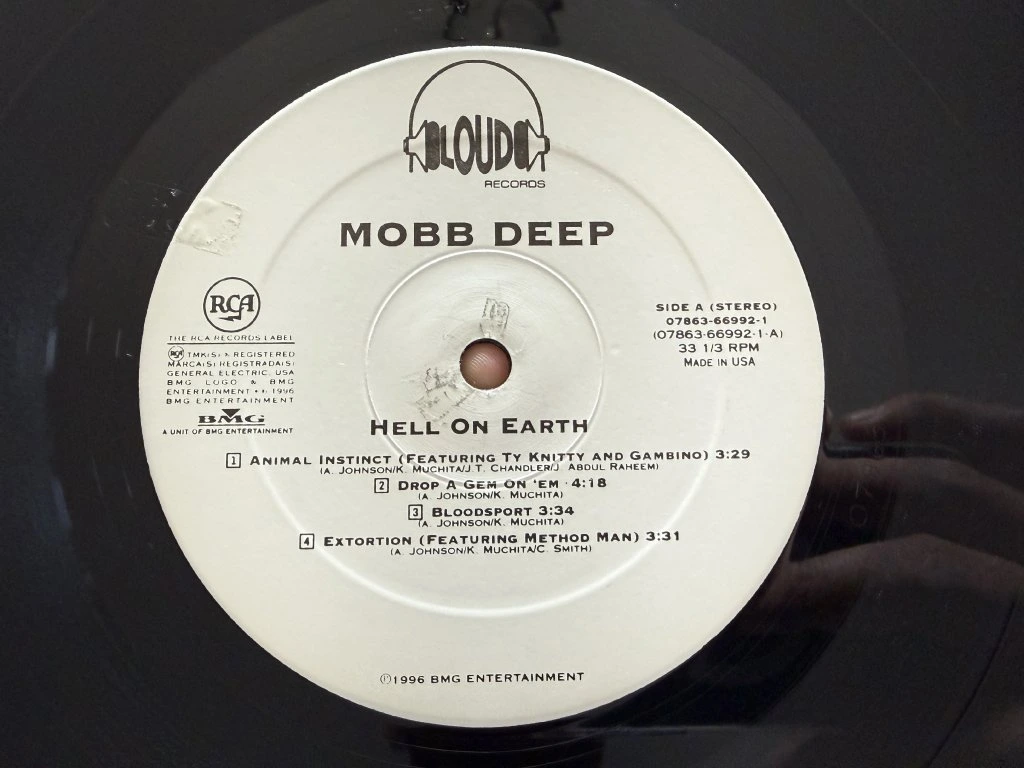 LOUD
RECORDS
MOBB DEEP
RCA
THE RCA RECORDS LABEL
TMK(S) ® REGISTERED
MARCA(S) REGISTRADA(S)
GENERAL ELECTRIC, USA
BMG LOGO ® BMG
ENTERTAINMENT • © 1996
BMG ENTERTAINMENT
BMG
A UNIT OF BMG ENTERTAINMENT
SIDE A (STEREO)
07863-66992-1
(07863-66992-1-A)
33 1/3 RPM
MADE IN USA
HELL ON EARTH
1 ANIMAL INSTINCT (FEATURING TY KNITTY AND GAMBINO) 3:29
(A. JOHNSON/K. MUCHITA/J.T. CHANDLER/J. ABDUL RAHEEM)
2 DROP A GEM ON 'EM · 4:18
(A. JOHNSON/K. MUCHITA)
3 BLOODSPORT 3:34
(A. JOHNSON/K. MUCHITA)
4 EXTORTION (FEATURING METHOD MAN) 3:31
(A. JOHNSON/K. MUCHITA/C. SMITH)
℗1996 BMG ENTERTAINMENT